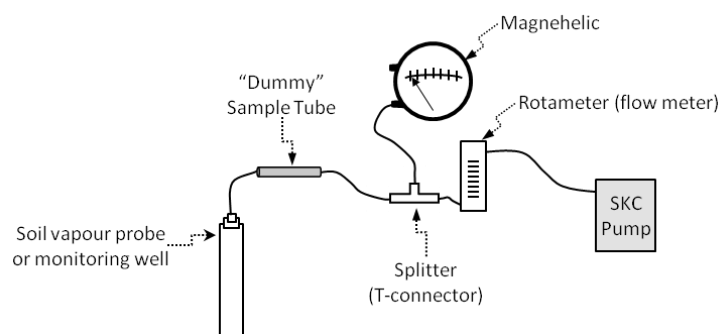 Magnehelic
“Dummy”
Sample Tube
Rotameter (flow meter)
SKC
Pump
Soil vapour probe
or monitoring well
Splitter
(T-connector)